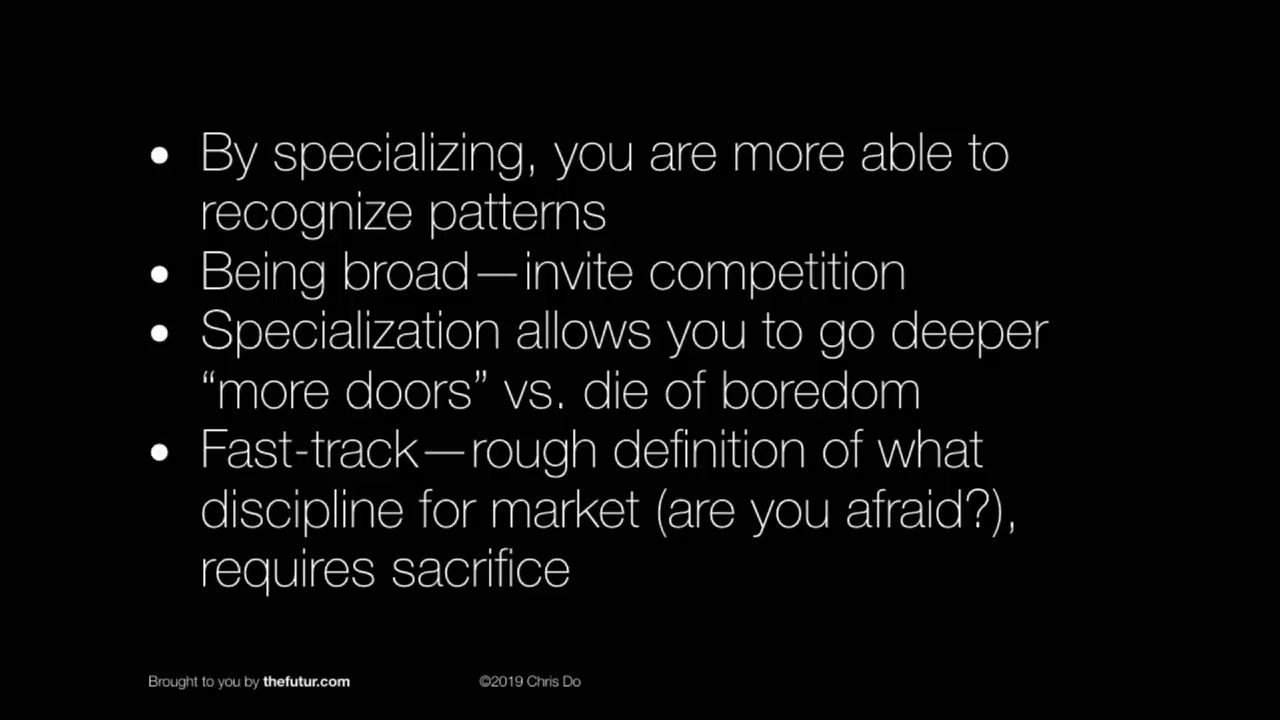 • By specializing, you are more able to
recognize patterns
• Being broad—invite competition
• Specialization allows you to go deeper
“more doors” vs. die of boredom
• Fast-track—rough definition of what
discipline for market (are you afraid?),
requires sacrifice
Brought to you by thefutur.com ©2019 Chris Do